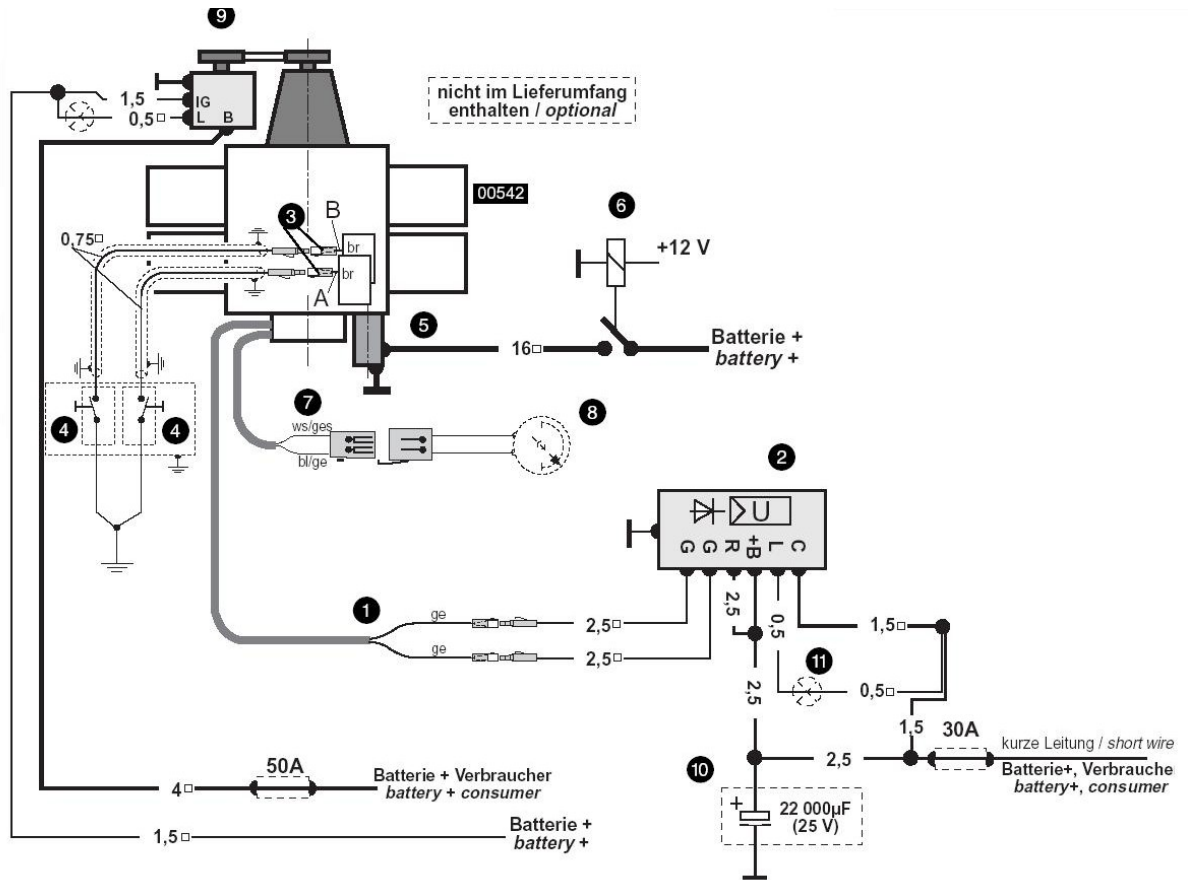 9
1,5
IG
0,5□
L B
nicht im Lieferumfang
enthalten / optional
00542
3
B
6
0,75□
br
+12 V
br
A
5
16□
Batterie +
battery +
7
8
4
4
ws/ges
bl/ge
2
U
G G R +B L C
1
ge
2,5
0,5
2,5□
1,5□
ge
2,5□
11
2,5
0,5□
1,5
30A
kurze Leitung / short wire
50A
2,5
Batterie+, Verbrauche
battery+, consumer
10
Batterie + Verbraucher
battery + consumer
4□
+
22 000µF
(25 V)
1,5□
Batterie +
battery +